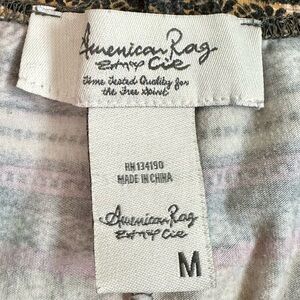 American Rag
Cie
Time Tested Quality for
the Free Spirit
RN 134190
MADE IN CHINA
American Rag
Cie
M